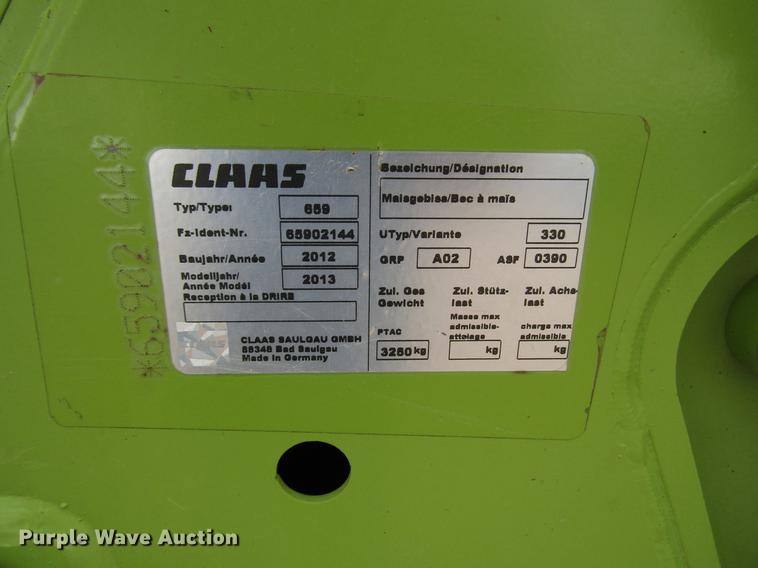 *65902144*
CLAAS
Typ/Type: 659
Fz-Ident-Nr. 65902144
Baujahr/Année 2012
Modelljahr/
Année Modél 2013
Reception à la DRIRE
CLAAS SAULGAU GMBH
88348 Bad Saulgau
Made in Germany
Bezeichung/Désignation
Maisgebiss/Bec à maïs
UTyp/Variante 330
GRP A02 ASF 0390
Zul. Ges Zul. Stütz- Zul. Achs-
Gewicht last last
Masse max
admissible- charge max
PTAC attelage admissible
3250 kg kg kg
Purple Wave Auction